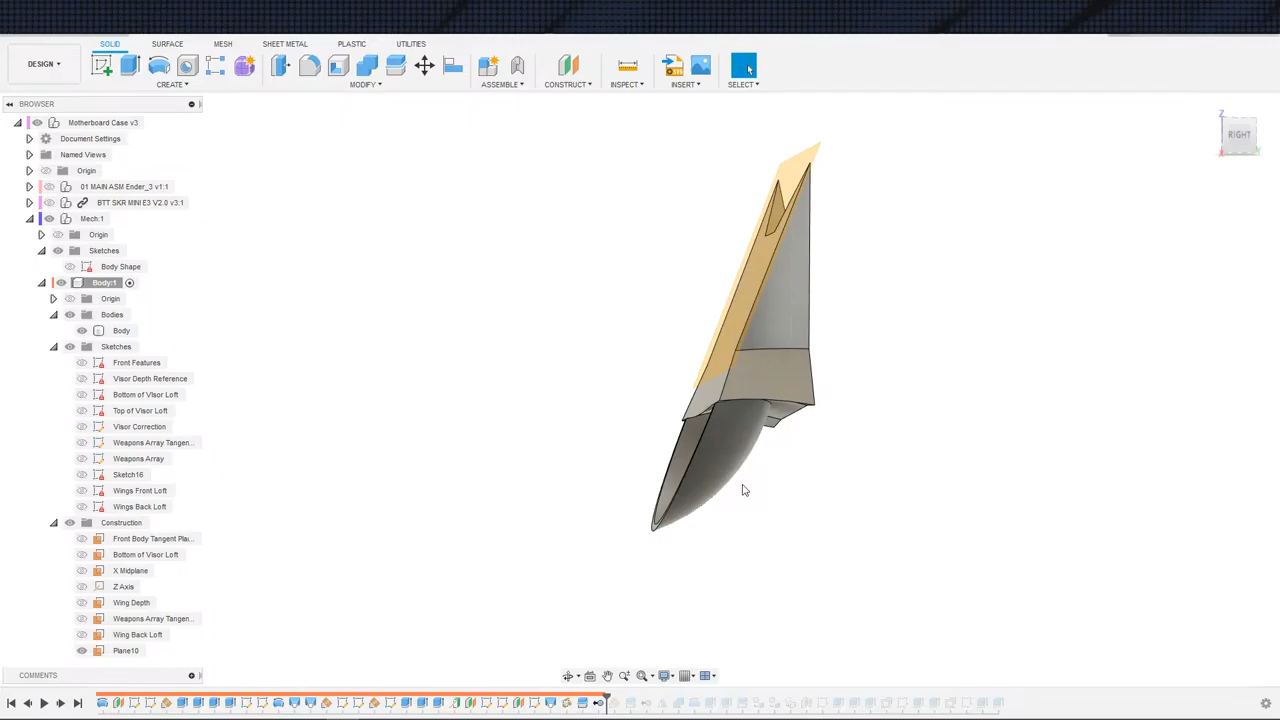 SOLID SURFACE MESH SHEET METAL PLASTIC UTILITIES
DESIGN
CREATE MODIFY ASSEMBLE CONSTRUCT INSPECT INSERT SELECT
BROWSER
Motherboard Case v3
Document Settings
Named Views
Origin
01 MAIN ASM Ender_3 v1:1
BTT SKR MINI E3 V2.0 v3:1
Mech:1
Origin
Sketches
Body Shape
Body:1
Origin
Bodies
Body
Sketches
Front Features
Visor Depth Reference
Bottom of Visor Loft
Top of Visor Loft
Visor Correction
Weapons Array Tangen...
Weapons Array
Sketch16
Wings Front Loft
Wings Back Loft
Construction
Front Body Tangent Pla...
Bottom of Visor Loft
X Midplane
Z Axis
Wing Depth
Weapons Array Tangen...
Wing Back Loft
Plane10
COMMENTS
Z
RIGHT
X